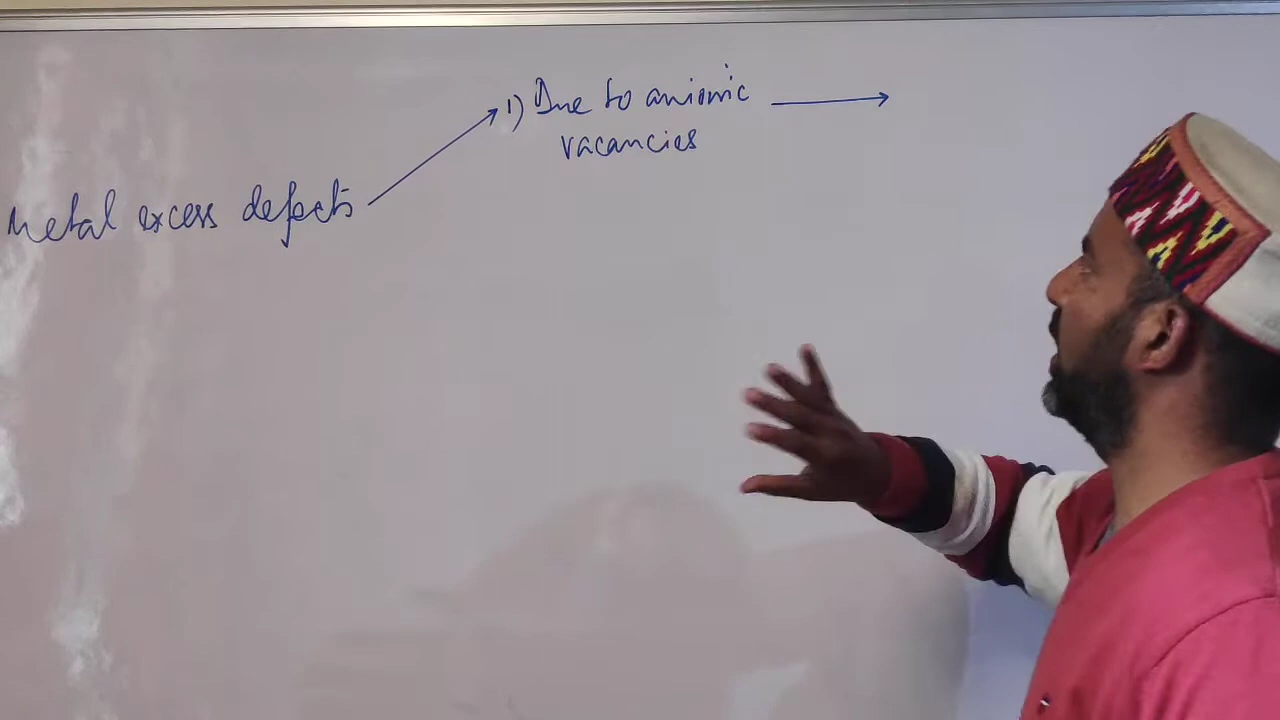 1) Due to anionic
vacancies
Metal excess defects